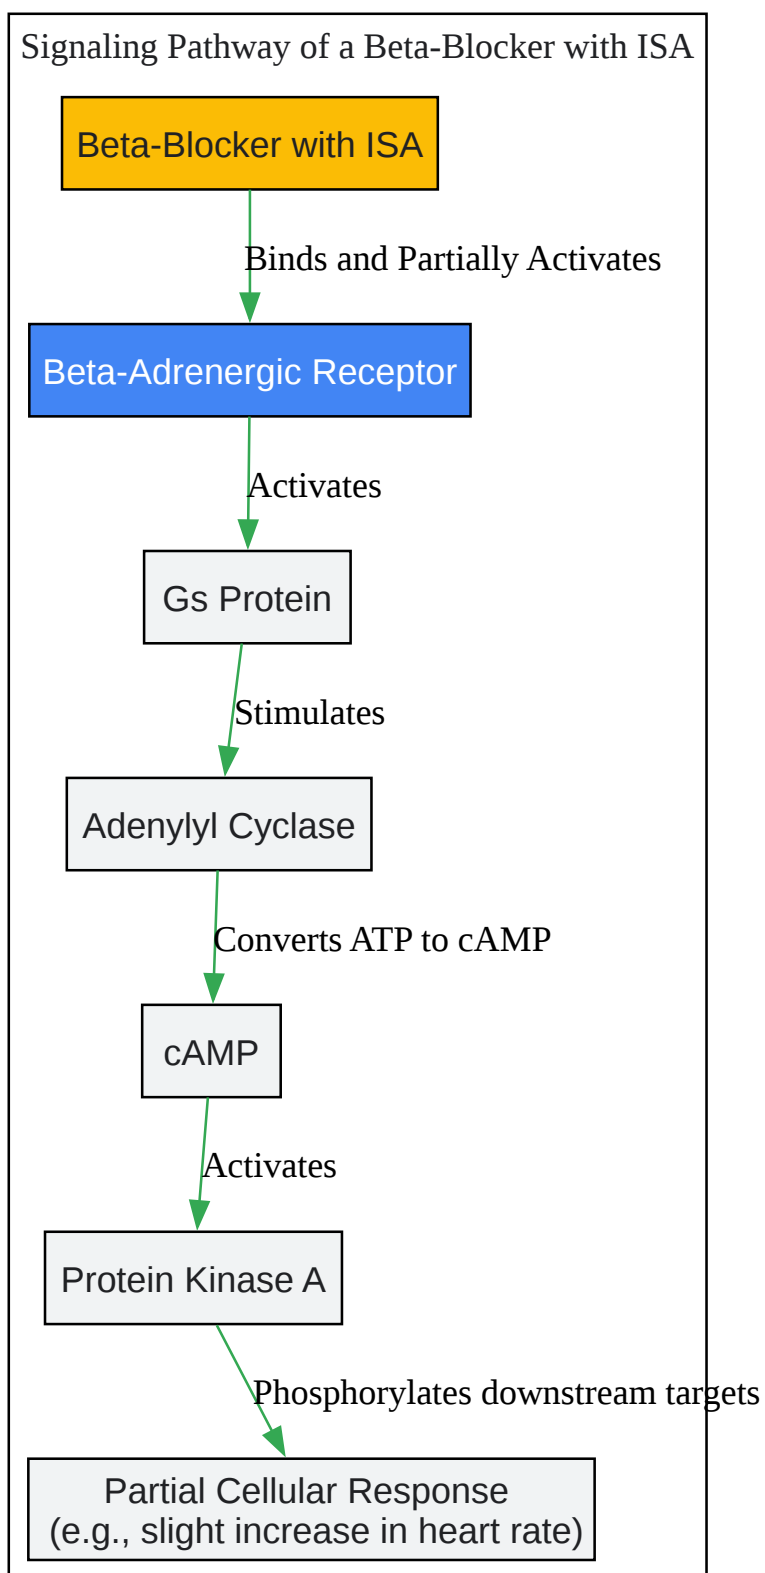 Signaling Pathway of a Beta-Blocker with ISA
Beta-Blocker with ISA
Binds and Partially Activates
Beta-Adrenergic Receptor
Activates
Gs Protein
Stimulates
Adenylyl Cyclase
Converts ATP to cAMP
cAMP
Activates
Protein Kinase A
Phosphorylates downstream targets
Partial Cellular Response
(e.g., slight increase in heart rate)